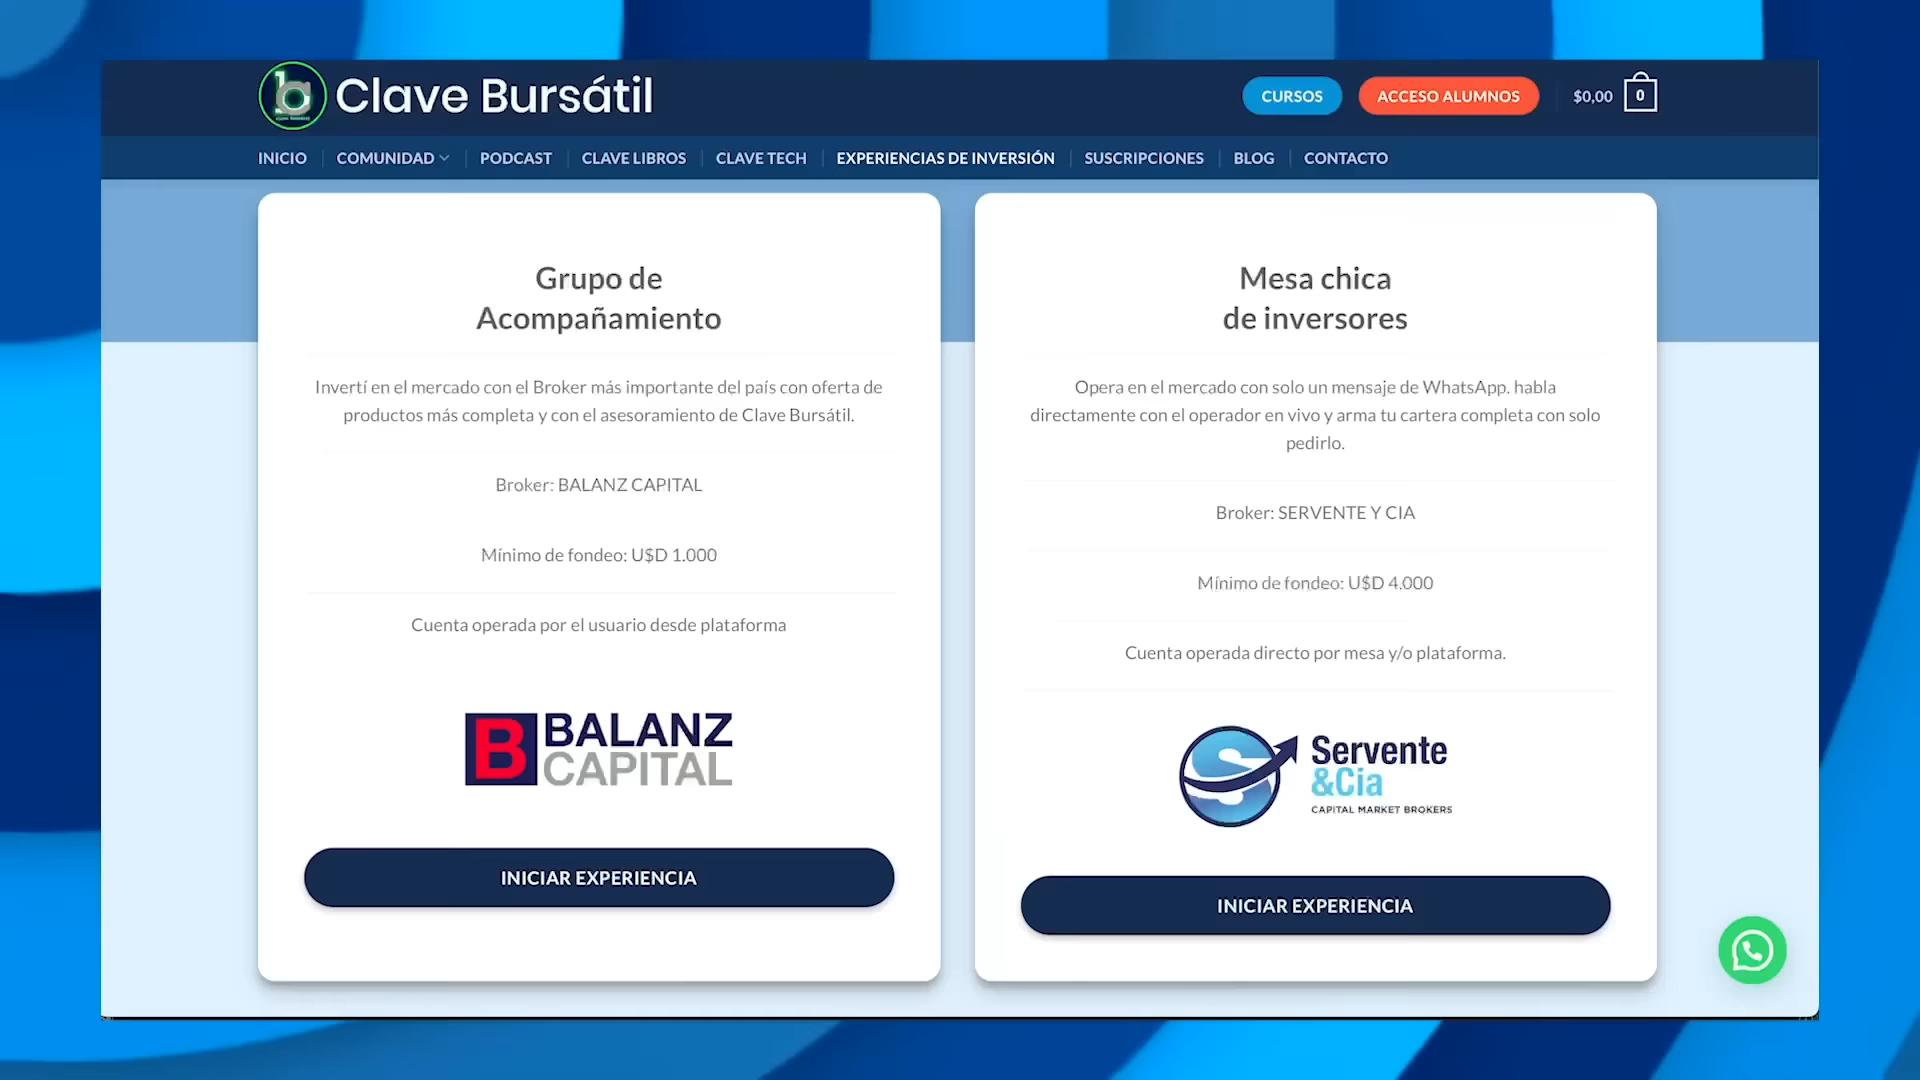 Clave Bursátil
CURSOS
ACCESO ALUMNOS
$0,00
0
INICIO
COMUNIDAD
PODCAST
CLAVE LIBROS
CLAVE TECH
EXPERIENCIAS DE INVERSIÓN
SUSCRIPCIONES
BLOG
CONTACTO
Grupo de
Acompañamiento
Invertí en el mercado con el Broker más importante del país con oferta de
productos más completa y con el asesoramiento de Clave Bursátil.
Broker: BALANZ CAPITAL
Mínimo de fondeo: U$D 1.000
Cuenta operada por el usuario desde plataforma
B BALANZ
CAPITAL
INICIAR EXPERIENCIA
Mesa chica
de inversores
Opera en el mercado con solo un mensaje de WhatsApp. habla
directamente con el operador en vivo y arma tu cartera completa con solo
pedirlo.
Broker: SERVENTE Y CIA
Mínimo de fondeo: U$D 4.000
Cuenta operada directo por mesa y/o plataforma.
Servente
&Cia
CAPITAL MARKET BROKERS
INICIAR EXPERIENCIA